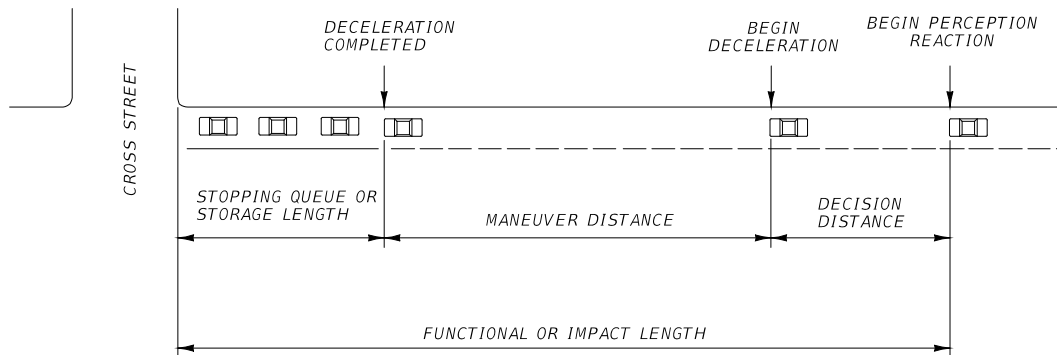 DECELERATION
COMPLETED
BEGIN
DECELERATION
BEGIN PERCEPTION
REACTION
CROSS STREET
STOPPING QUEUE OR
STORAGE LENGTH
MANEUVER DISTANCE
DECISION
DISTANCE
FUNCTIONAL OR IMPACT LENGTH